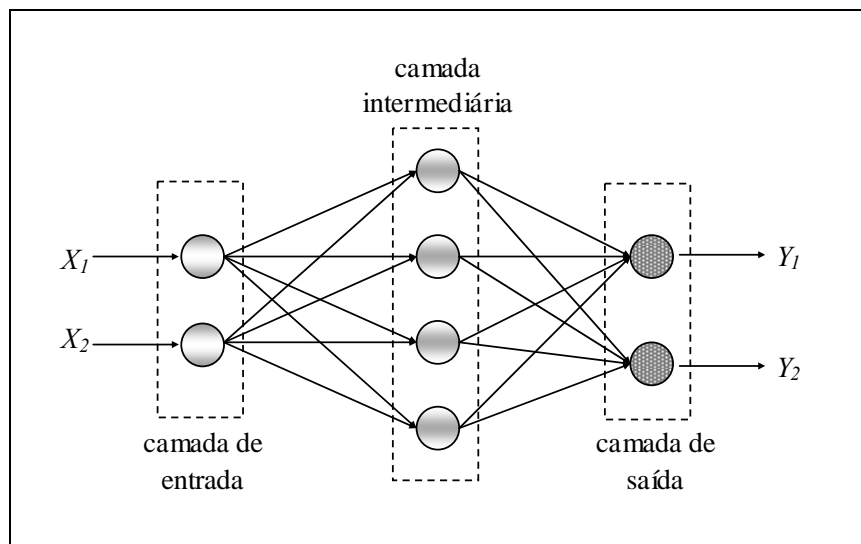 camada
intermediária
X1
X2
Y1
Y2
camada de
entrada
camada de
saída